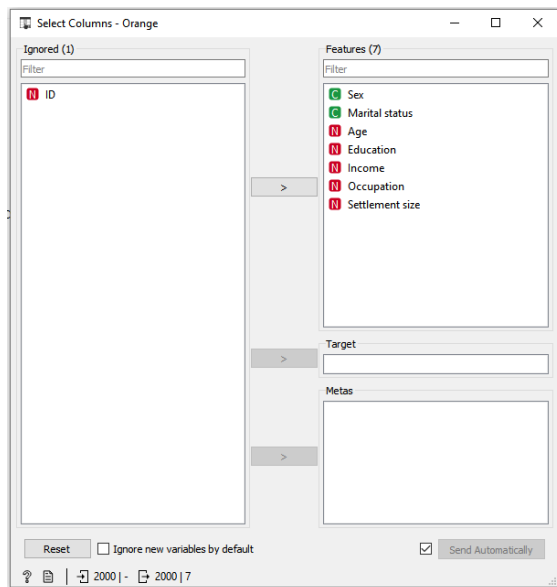 Select Columns - Orange
Ignored (1)
Filter
N ID
>
>
>
Features (7)
Filter
C Sex
C Marital status
N Age
N Education
N Income
N Occupation
N Settlement size
Target
Metas
Reset
Ignore new variables by default
Send Automatically
? 2000 | - 2000 | 7